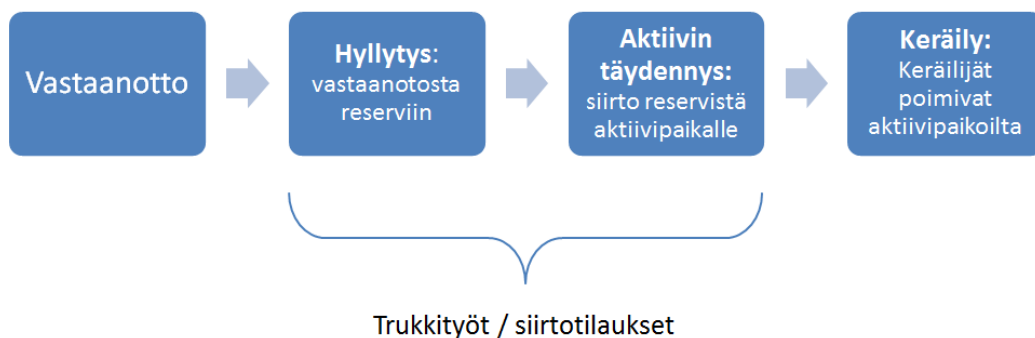 Vastaanotto
Hyllytys:
vastaanotosta
reserviin
Aktiivin
täydennys:
siirto reservistä
aktiivipaikalle
Keräily:
Keräilijät
poimivat
aktiivipaikoilta
Trukkityöt / siirtotilaukset